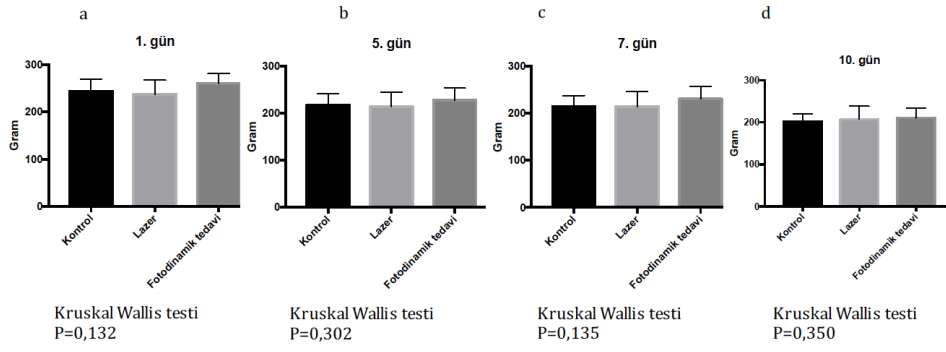 a
1. gün
300
200
100
0
Gram
Kontrol
Lazer
Fotodinamik tedavi
Kruskal Wallis testi
P=0,132
b
5. gün
300
200
100
0
Gram
Kontrol
Lazer
Fotodinamik tedavi
Kruskal Wallis testi
P=0,302
c
7. gün
300
200
100
0
Gram
Kontrol
Lazer
Fotodinamik tedavi
Kruskal Wallis testi
P=0,135
d
10. gün
300
200
100
0
Gram
Kontrol
Lazer
Fotodinamik tedavi
Kruskal Wallis testi
P=0,350